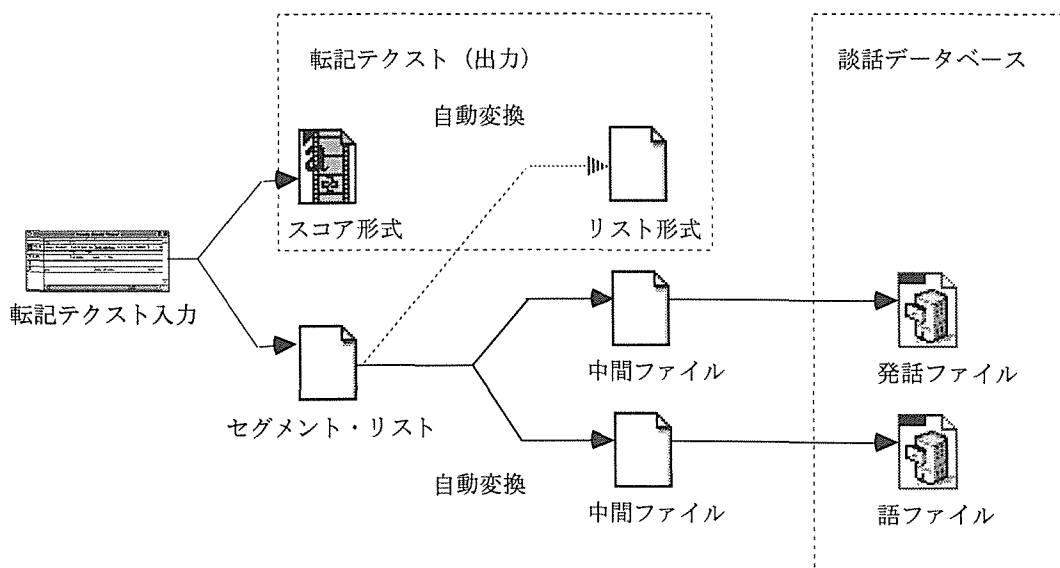 転記テクスト（出力）
談話データベース
自動変換
スコア形式
リスト形式
転記テクスト入力
中間ファイル
発話ファイル
セグメント・リスト
自動変換
中間ファイル
語ファイル